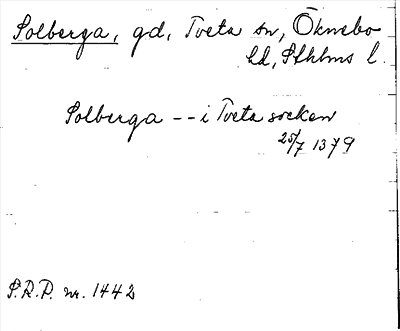 Solberga, gd, Tveta sn, Öknebo
hd, Sthlms l.
Solberga -- i Tveta socken
25/7 1379
S.R.P. nr. 1442